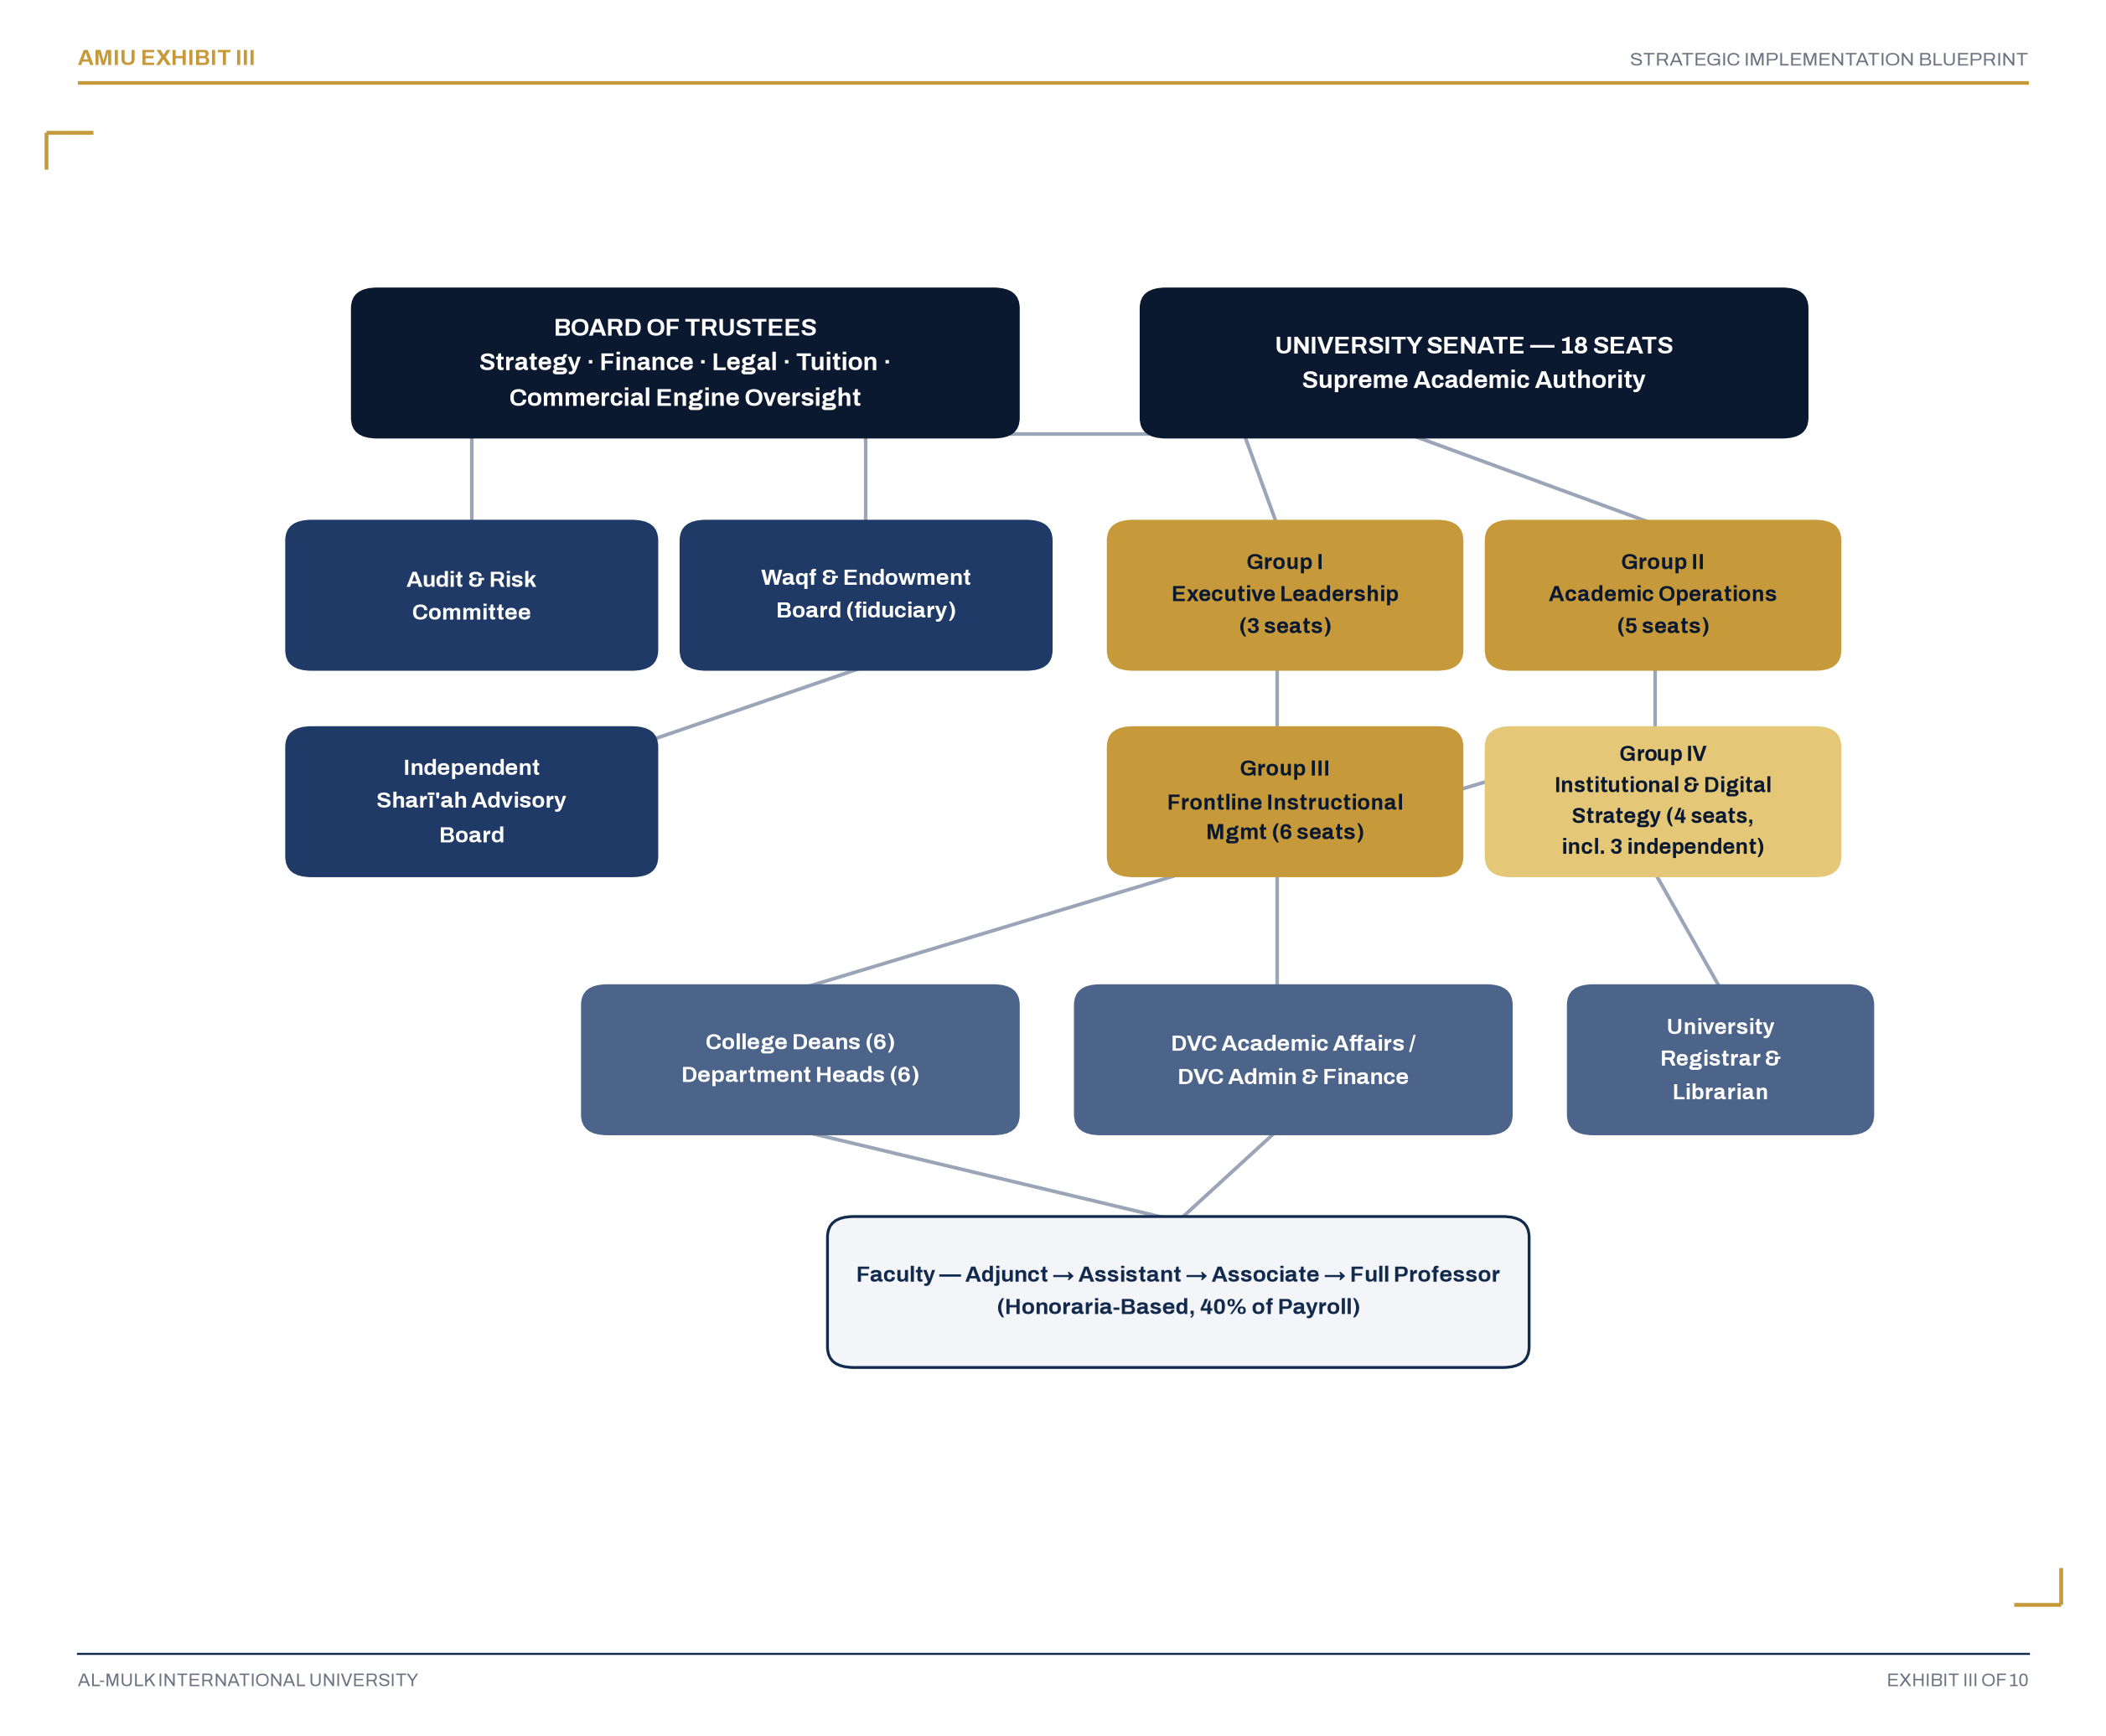 AMIU EXHIBIT III
STRATEGIC IMPLEMENTATION BLUEPRINT
BOARD OF TRUSTEES
Strategy · Finance · Legal · Tuition ·
Commercial Engine Oversight
UNIVERSITY SENATE — 18 SEATS
Supreme Academic Authority
Audit & Risk
Committee
Waqf & Endowment
Board (fiduciary)
Group I
Executive Leadership
(3 seats)
Group II
Academic Operations
(5 seats)
Independent
Sharī'ah Advisory
Board
Group III
Frontline Instructional
Mgmt (6 seats)
Group IV
Institutional & Digital
Strategy (4 seats,
incl. 3 independent)
College Deans (6)
Department Heads (6)
DVC Academic Affairs /
DVC Admin & Finance
University
Registrar &
Librarian
Faculty — Adjunct → Assistant → Associate → Full Professor
(Honoraria-Based, 40% of Payroll)
AL-MULK INTERNATIONAL UNIVERSITY
EXHIBIT III OF 10